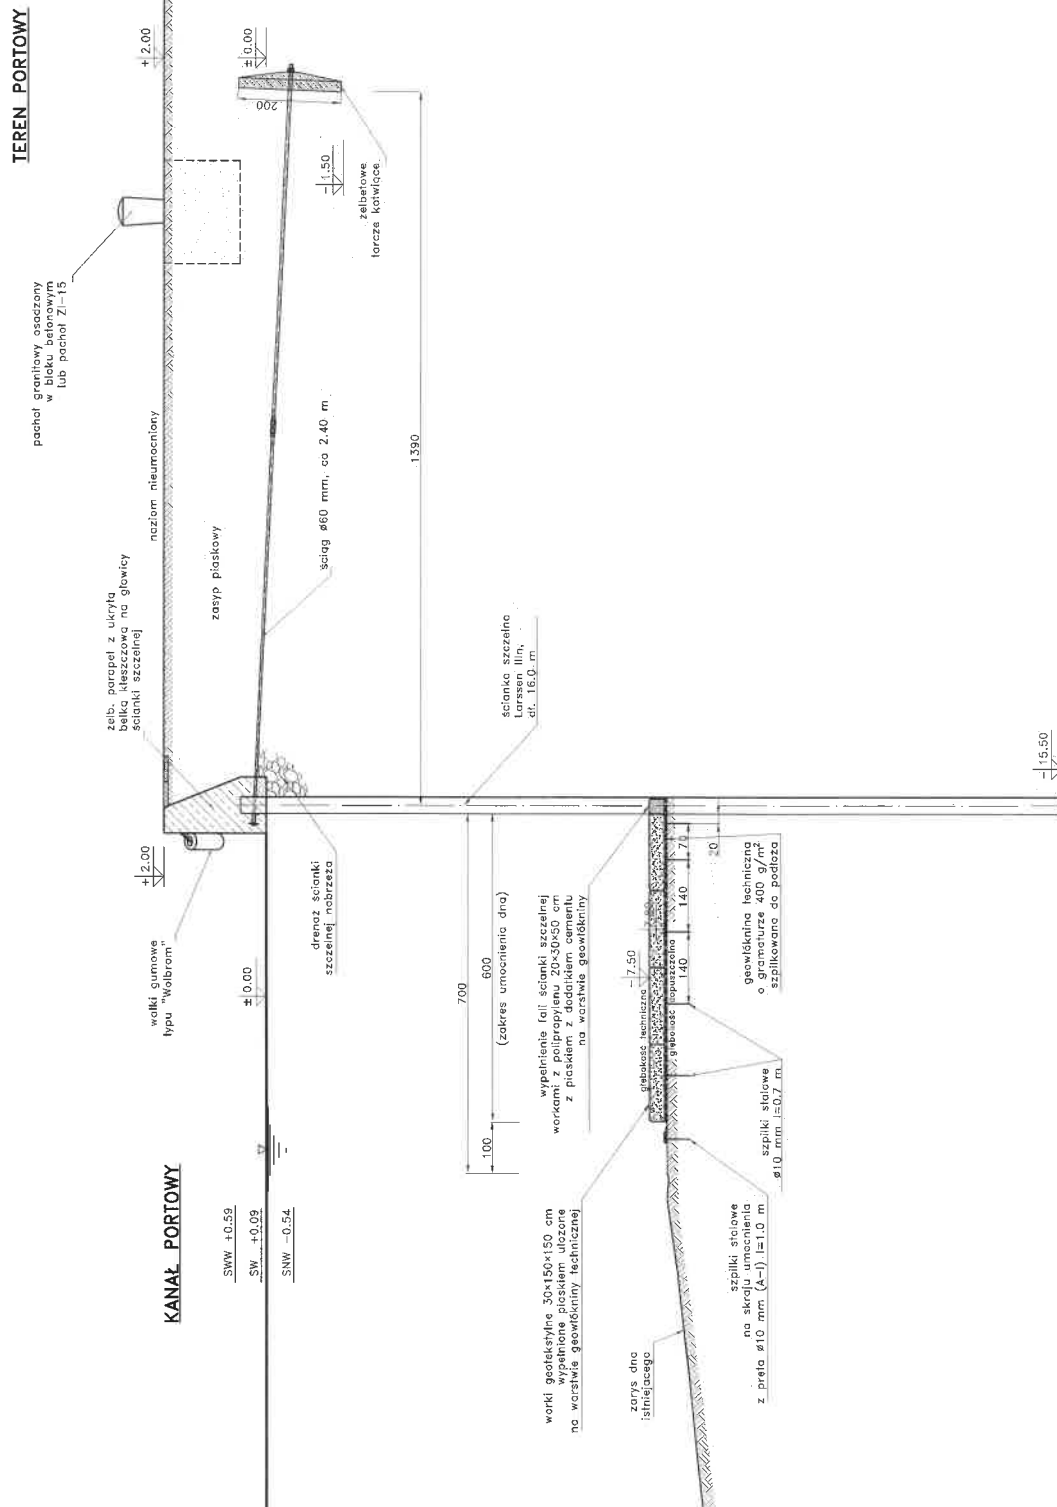 TEREN PORTOWY
KANAŁ PORTOWY
pachoł granitowy osadzony
w bloku betonowym
lub pachoł ZI-15
naziom nieumocniony
żelb. parapet z ukrytą
belką kleszczową na głowicy
ścianki szczelnej
zasyp piaskowy
+2.00
±0.00
200
-1.50
żelbetowe
tarcze kotwiące
ściąg ø60 mm, co 2.40 m
1390
ścianka szczelna
Larssen IIIn,
dł. 16.0 m
+2.00
wałki gumowe
typu "Wolbrom"
±0.00
drenaż ścianki
szczelnej nabrzeża
SWW +0.59
SW +0.09
SNW -0.54
700
600
(zakres umocnienia dna)
100
wypełnienie fali ścianki szczelnej
workami z polipropylenu 20×30×50 cm
z piaskiem z dodatkiem cementu
na warstwie geowłókniny
worki geotekstylne 30×150×150 cm
wypełnione piaskiem ułożone
na warstwie geowłókniny technicznej
zarys dna
istniejącego
-7.50
głębokość techniczna
głębokość dopuszczalna
140
140
70
20
geowłóknina techniczna
o gramaturze 400 g/m²
szpilkowana do podłoża
szpilki stalowe
ø10 mm l=0.7 m
szpilki stalowe
na skraju umocnienia
z pręta ø10 mm (A-I) l=1.0 m
-15.50